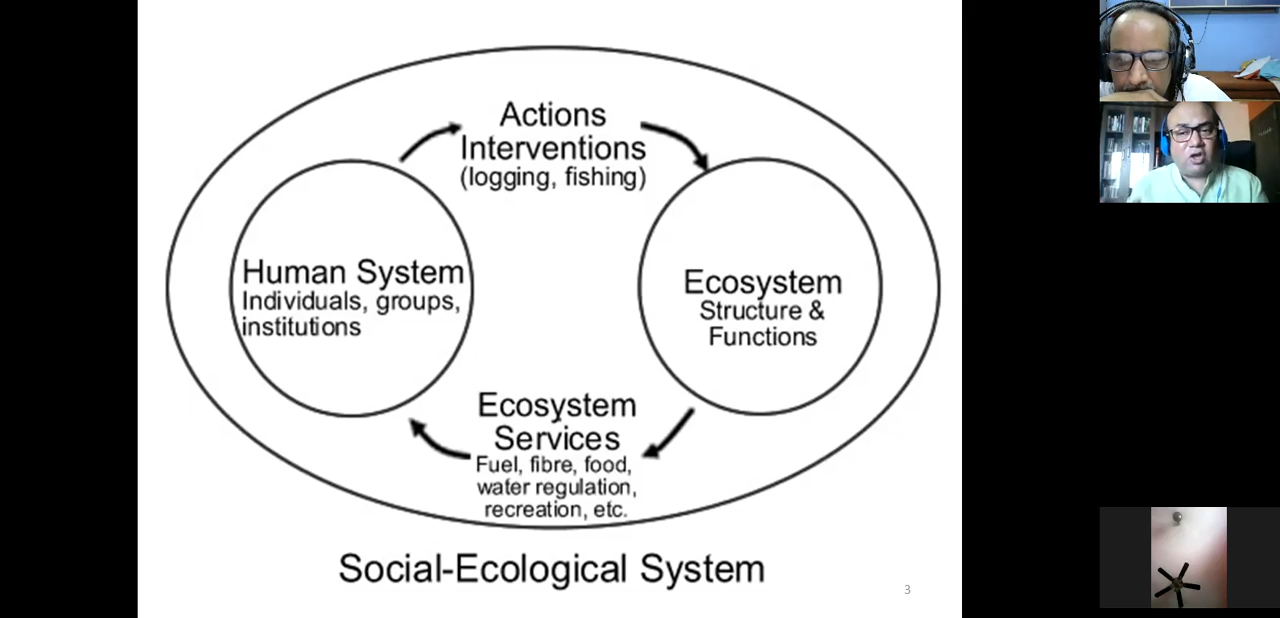 Actions
Interventions
(logging, fishing)
Human System
Individuals, groups,
institutions
Ecosystem
Structure &
Functions
Ecosystem
Services
Fuel, fibre, food,
water regulation,
recreation, etc.
Social-Ecological System
3